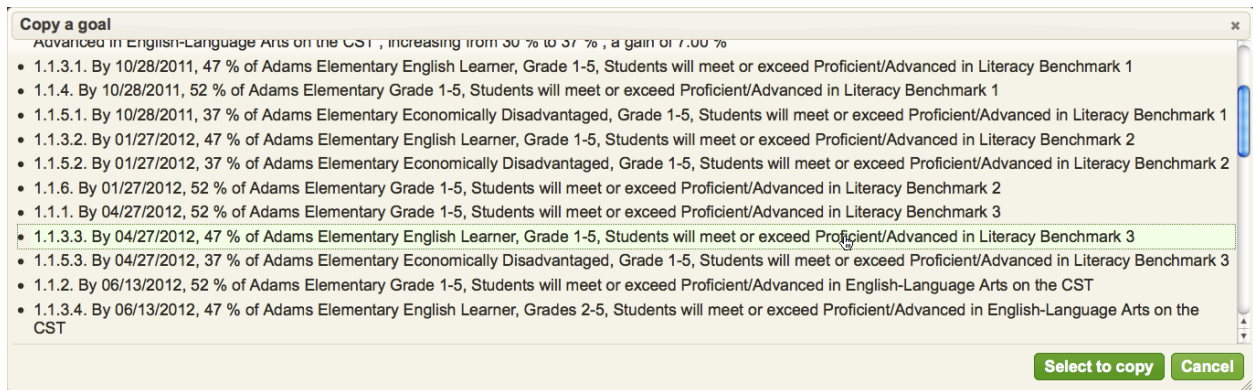 Copy a goal
Advanced in English-Language Arts on the CST , increasing from 30 % to 37 % , a gain of 7.00 %
• 1.1.3.1. By 10/28/2011, 47 % of Adams Elementary English Learner, Grade 1-5, Students will meet or exceed Proficient/Advanced in Literacy Benchmark 1
• 1.1.4. By 10/28/2011, 52 % of Adams Elementary Grade 1-5, Students will meet or exceed Proficient/Advanced in Literacy Benchmark 1
• 1.1.5.1. By 10/28/2011, 37 % of Adams Elementary Economically Disadvantaged, Grade 1-5, Students will meet or exceed Proficient/Advanced in Literacy Benchmark 1
• 1.1.3.2. By 01/27/2012, 47 % of Adams Elementary English Learner, Grade 1-5, Students will meet or exceed Proficient/Advanced in Literacy Benchmark 2
• 1.1.5.2. By 01/27/2012, 37 % of Adams Elementary Economically Disadvantaged, Grade 1-5, Students will meet or exceed Proficient/Advanced in Literacy Benchmark 2
• 1.1.6. By 01/27/2012, 52 % of Adams Elementary Grade 1-5, Students will meet or exceed Proficient/Advanced in Literacy Benchmark 2
• 1.1.1. By 04/27/2012, 52 % of Adams Elementary Grade 1-5, Students will meet or exceed Proficient/Advanced in Literacy Benchmark 3
• 1.1.3.3. By 04/27/2012, 47 % of Adams Elementary English Learner, Grade 1-5, Students will meet or exceed Proficient/Advanced in Literacy Benchmark 3
• 1.1.5.3. By 04/27/2012, 37 % of Adams Elementary Economically Disadvantaged, Grade 1-5, Students will meet or exceed Proficient/Advanced in Literacy Benchmark 3
• 1.1.2. By 06/13/2012, 52 % of Adams Elementary Grade 1-5, Students will meet or exceed Proficient/Advanced in English-Language Arts on the CST
• 1.1.3.4. By 06/13/2012, 47 % of Adams Elementary English Learner, Grades 2-5, Students will meet or exceed Proficient/Advanced in English-Language Arts on the
CST
Select to copy Cancel